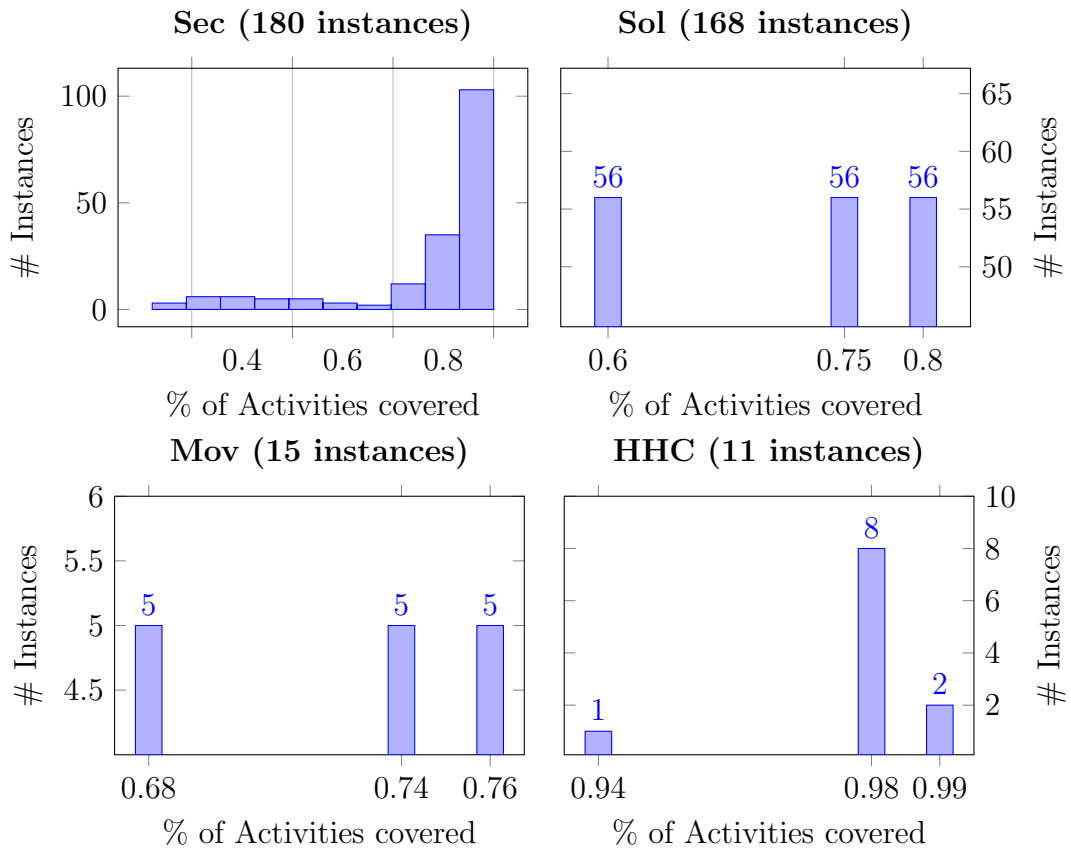 Sec (180 instances)
# Instances
100
50
0
0.4 0.6 0.8
% of Activities covered
Sol (168 instances)
56 56 56
65
60
55
50
# Instances
0.6 0.75 0.8
% of Activities covered
Mov (15 instances)
# Instances
6
5.5
5
4.5
5 5 5
0.68 0.74 0.76
% of Activities covered
HHC (11 instances)
1 8 2
10
8
6
4
2
# Instances
0.94 0.98 0.99
% of Activities covered